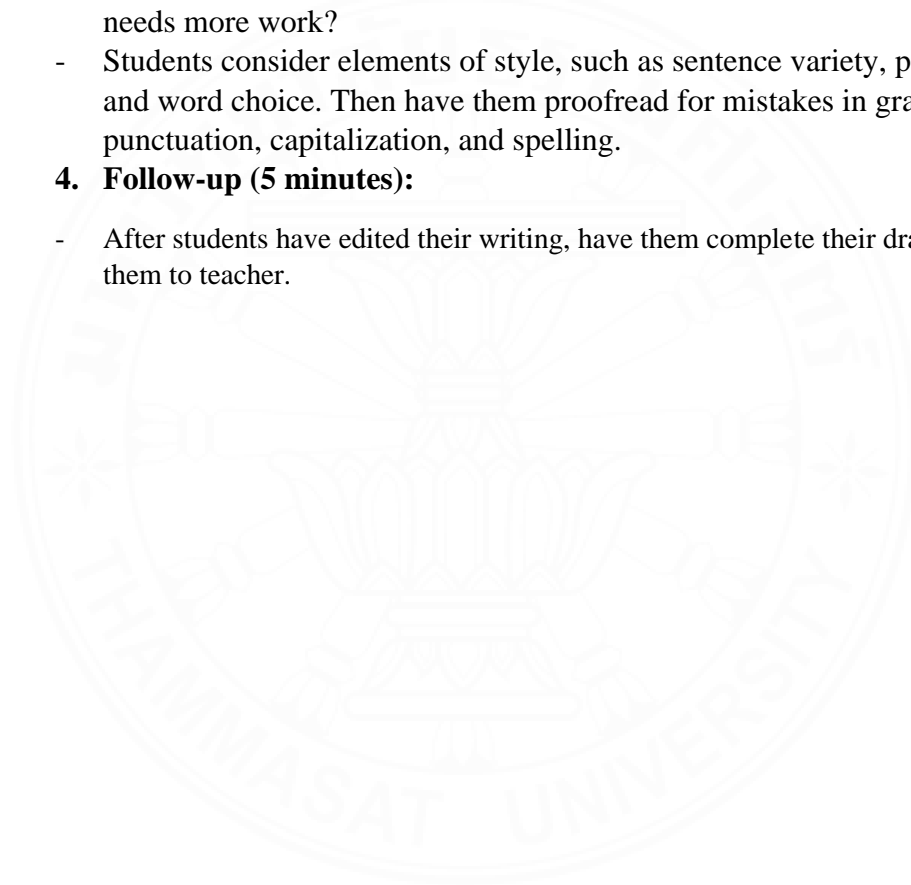 needs more work?
- Students consider elements of style, such as sentence variety, p
and word choice. Then have them proofread for mistakes in gra
punctuation, capitalization, and spelling.
4. Follow-up (5 minutes):
- After students have edited their writing, have them complete their dra
them to teacher.
THAMMASAT UNIVERSITY